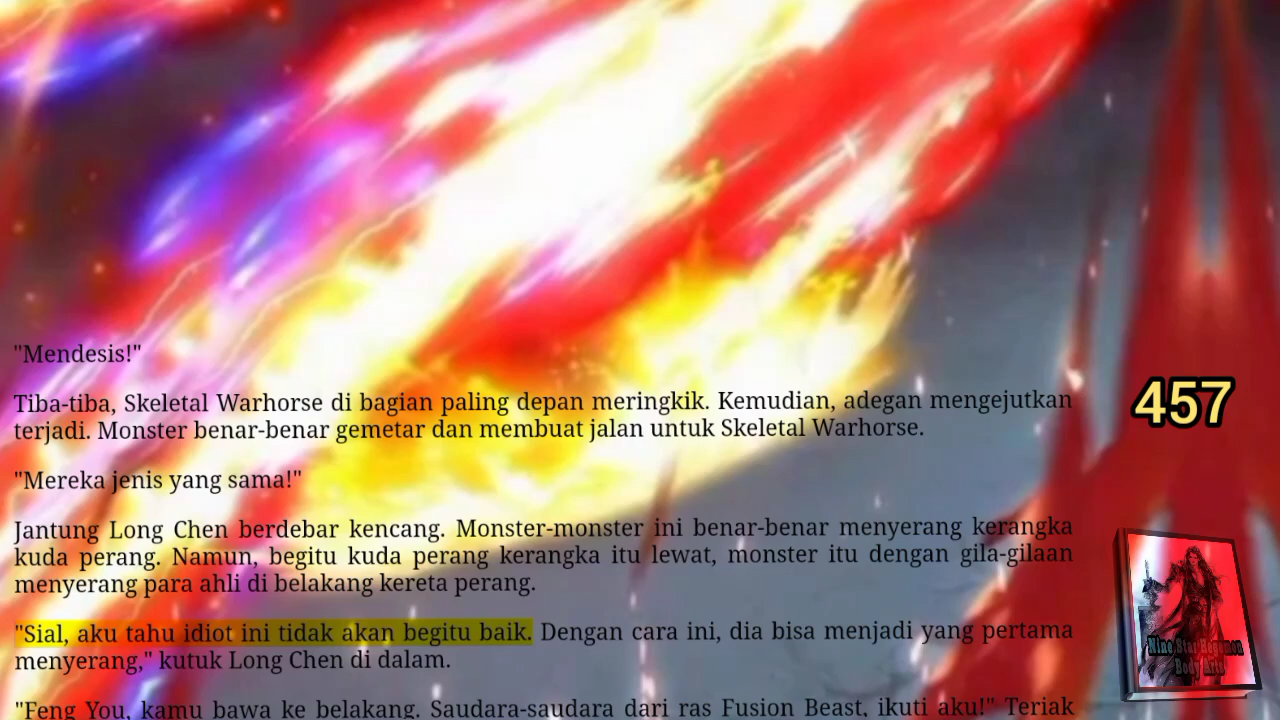 "Mendesis!"
Tiba-tiba, Skeletal Warhorse di bagian paling depan meringkik. Kemudian, adegan mengejutkan
terjadi. Monster benar-benar gemetar dan membuat jalan untuk Skeletal Warhorse.
"Mereka jenis yang sama!"
Jantung Long Chen berdebar kencang. Monster-monster ini benar-benar menyerang kerangka
kuda perang. Namun, begitu kuda perang kerangka itu lewat, monster itu dengan gila-gilaan
menyerang para ahli di belakang kereta perang.
"Sial, aku tahu idiot ini tidak akan begitu baik. Dengan cara ini, dia bisa menjadi yang pertama
menyerang," kutuk Long Chen di dalam.
"Feng You, kamu bawa ke belakang. Saudara-saudara dari ras Fusion Beast, ikuti aku!" Teriak
457
Nine Star Hegemon
Body Arts